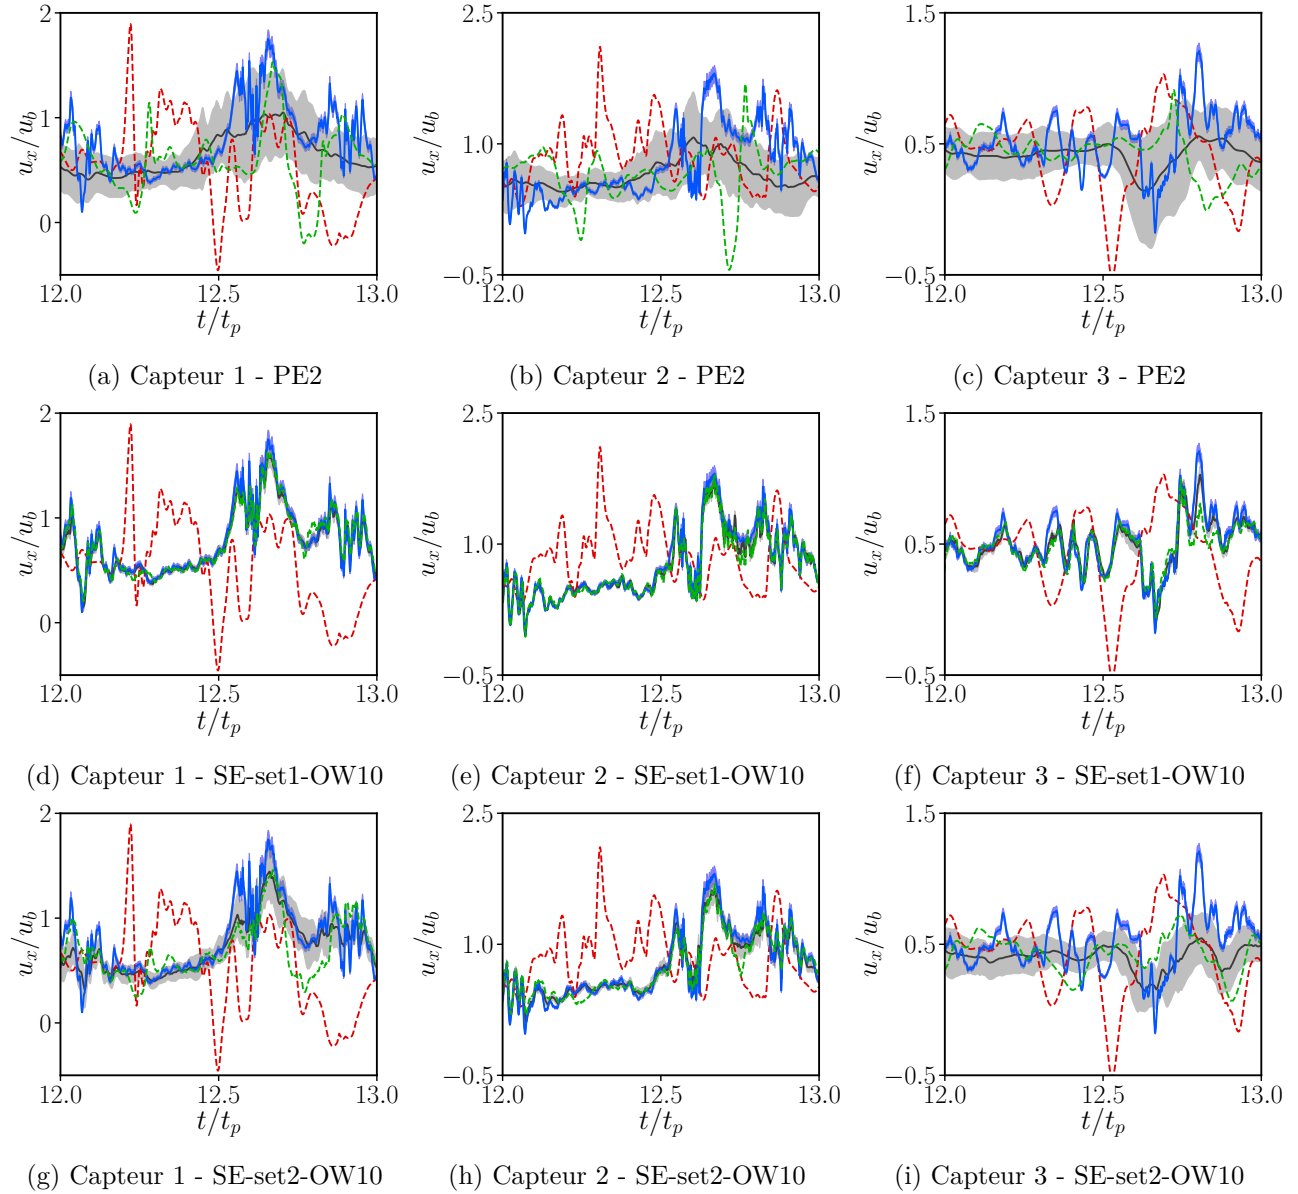 2
1
0
u_x/u_b
12.0 12.5 13.0
t/t_p
2.5
1.0
−0.5
u_x/u_b
12.0 12.5 13.0
t/t_p
1.5
0.5
−0.5
u_x/u_b
12.0 12.5 13.0
t/t_p
(a) Capteur 1 - PE2
(b) Capteur 2 - PE2
(c) Capteur 3 - PE2
2
1
0
u_x/u_b
12.0 12.5 13.0
t/t_p
2.5
1.0
−0.5
u_x/u_b
12.0 12.5 13.0
t/t_p
1.5
0.5
−0.5
u_x/u_b
12.0 12.5 13.0
t/t_p
(d) Capteur 1 - SE-set1-OW10
(e) Capteur 2 - SE-set1-OW10
(f) Capteur 3 - SE-set1-OW10
2
1
0
u_x/u_b
12.0 12.5 13.0
t/t_p
2.5
1.0
−0.5
u_x/u_b
12.0 12.5 13.0
t/t_p
1.5
0.5
−0.5
u_x/u_b
12.0 12.5 13.0
t/t_p
(g) Capteur 1 - SE-set2-OW10
(h) Capteur 2 - SE-set2-OW10
(i) Capteur 3 - SE-set2-OW10